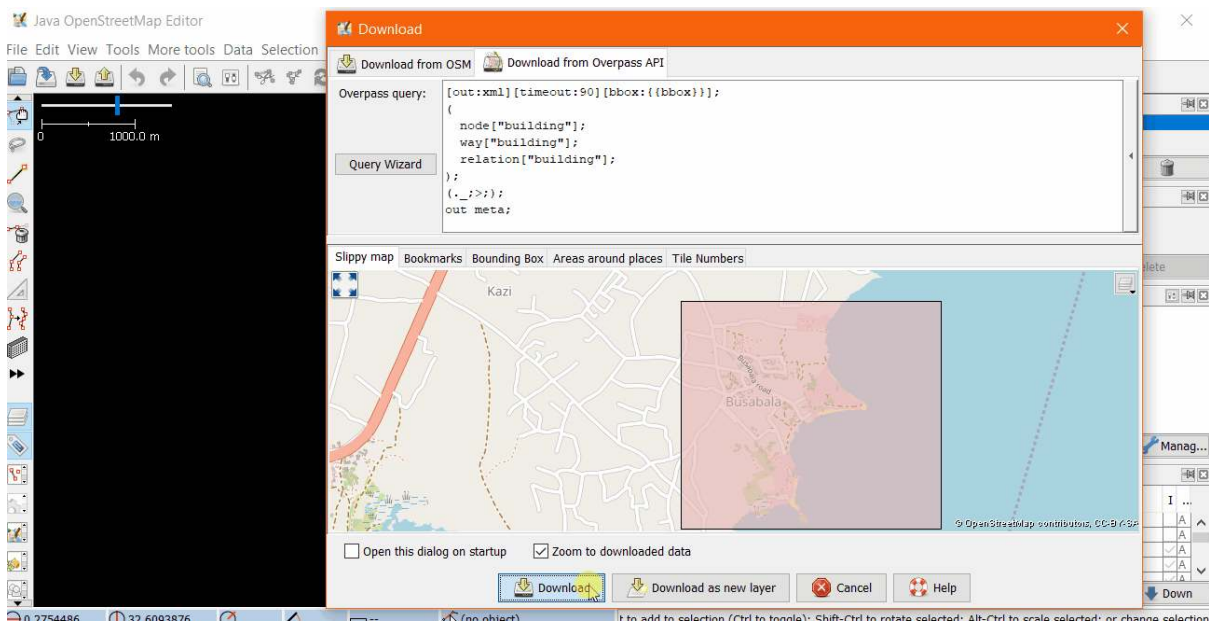 Java OpenStreetMap Editor
File Edit View Tools More tools Data Selection
0 1000.0 m
Download
Download from OSM Download from Overpass API
Overpass query:
[out:xml][timeout:90][bbox:{{bbox}}];
(
node["building"];
way["building"];
relation["building"];
);
(._;>;);
out meta;
Query Wizard
Slippy map Bookmarks Bounding Box Areas around places Tile Numbers
Kazi
Busabala road
Busabala
© OpenStreetMap contributors, CC-BY-SA
Open this dialog on startup Zoom to downloaded data
Download Download as new layer Cancel Help
elete
Manag...
I ...
A
A
A
A
A
Down
0.2754486 32.6093876 (no object) t to add to selection (Ctrl to toggle); Shift-Ctrl to rotate selected; Alt-Ctrl to scale selected; or change selection